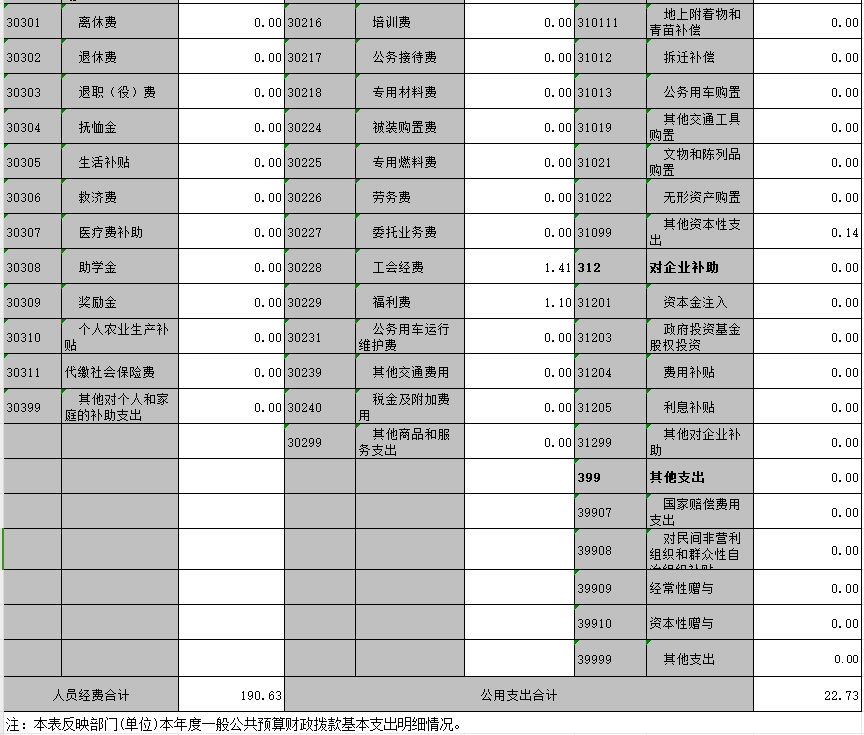 30301 离休费 0.00 30216 培训费 0.00 310111 地上附着物和青苗补偿 0.00
30302 退休费 0.00 30217 公务接待费 0.00 31012 拆迁补偿 0.00
30303 退职（役）费 0.00 30218 专用材料费 0.00 31013 公务用车购置 0.00
30304 抚恤金 0.00 30224 被装购置费 0.00 31019 其他交通工具购置 0.00
30305 生活补贴 0.00 30225 专用燃料费 0.00 31021 文物和陈列品购置 0.00
30306 救济费 0.00 30226 劳务费 0.00 31022 无形资产购置 0.00
30307 医疗费补助 0.00 30227 委托业务费 0.00 31099 其他资本性支出 0.14
30308 助学金 0.00 30228 工会经费 1.41 312 对企业补助 0.00
30309 奖励金 0.00 30229 福利费 1.10 31201 资本金注入 0.00
30310 个人农业生产补贴 0.00 30231 公务用车运行维护费 0.00 31203 政府投资基金股权投资 0.00
30311 代缴社会保险费 0.00 30239 其他交通费用 0.00 31204 费用补贴 0.00
30399 其他对个人和家庭的补助支出 0.00 30240 税金及附加费用 0.00 31205 利息补贴 0.00
30299 其他商品和服务支出 0.00 31299 其他对企业补助 0.00
399 其他支出 0.00
39907 国家赔偿费用支出 0.00
39908 对民间非营利组织和群众性自治组织补贴 0.00
39909 经常性赠与 0.00
39910 资本性赠与 0.00
39999 其他支出 0.00
人员经费合计 190.63 公用支出合计 22.73
注：本表反映部门(单位)本年度一般公共预算财政拨款基本支出明细情况。